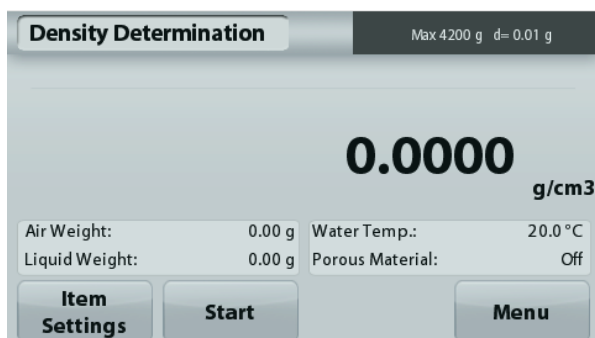 Density Determination
Max 4200 g d= 0.01 g
0.0000
g/cm3
Air Weight: 0.00 g
Liquid Weight: 0.00 g
Water Temp.: 20.0 °C
Porous Material: Off
Item
Settings
Start
Menu